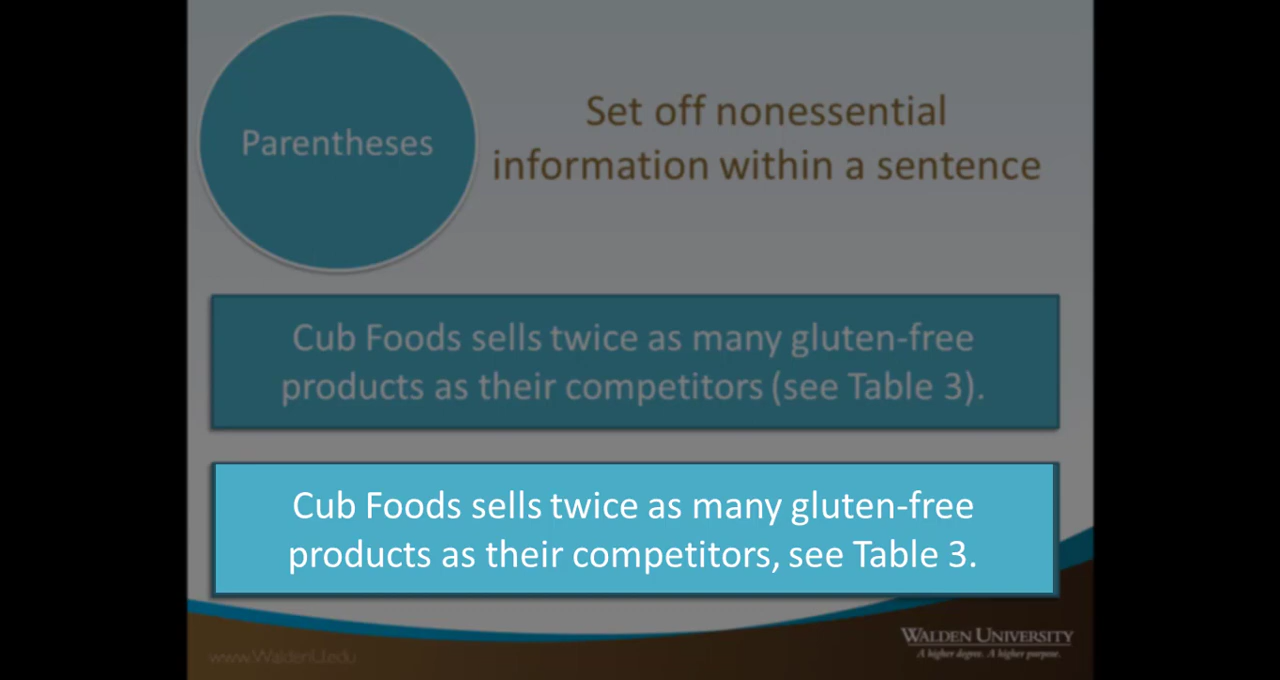 Parentheses
Set off nonessential
information within a sentence
Cub Foods sells twice as many gluten-free
products as their competitors (see Table 3).
Cub Foods sells twice as many gluten-free
products as their competitors, see Table 3.
WALDEN UNIVERSITY
A higher degree. A higher purpose.
www.WaldenU.edu